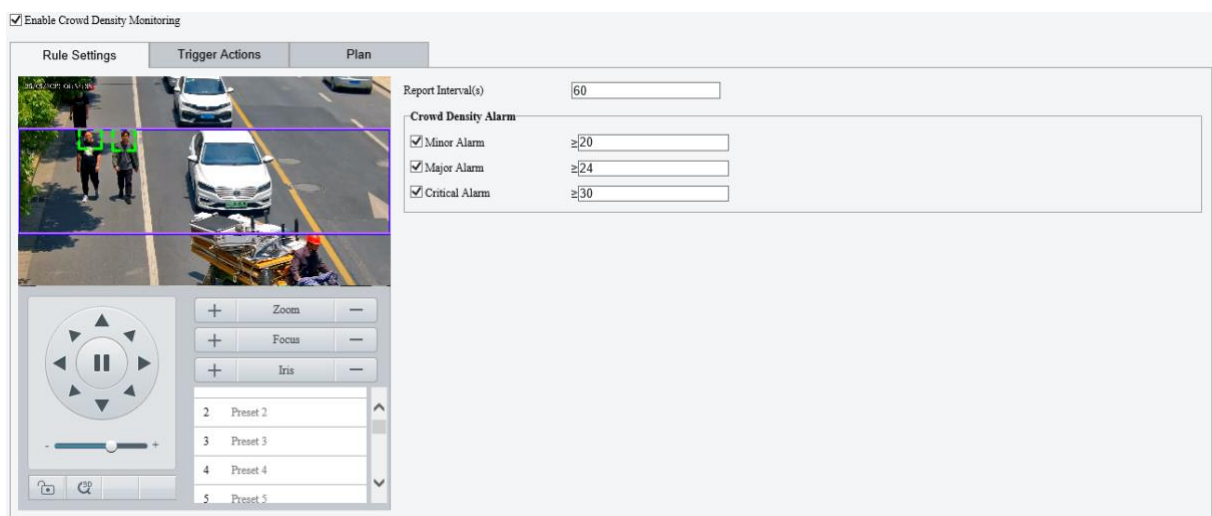 Enable Crowd Density Monitoring
Rule Settings Trigger Actions Plan
Report Interval(s) 60
Crowd Density Alarm
Minor Alarm ≥20
Major Alarm ≥24
Critical Alarm ≥30
+ Zoom −
+ Focus −
+ Iris −
2 Preset 2
3 Preset 3
4 Preset 4
5 Preset 5
- +
3D